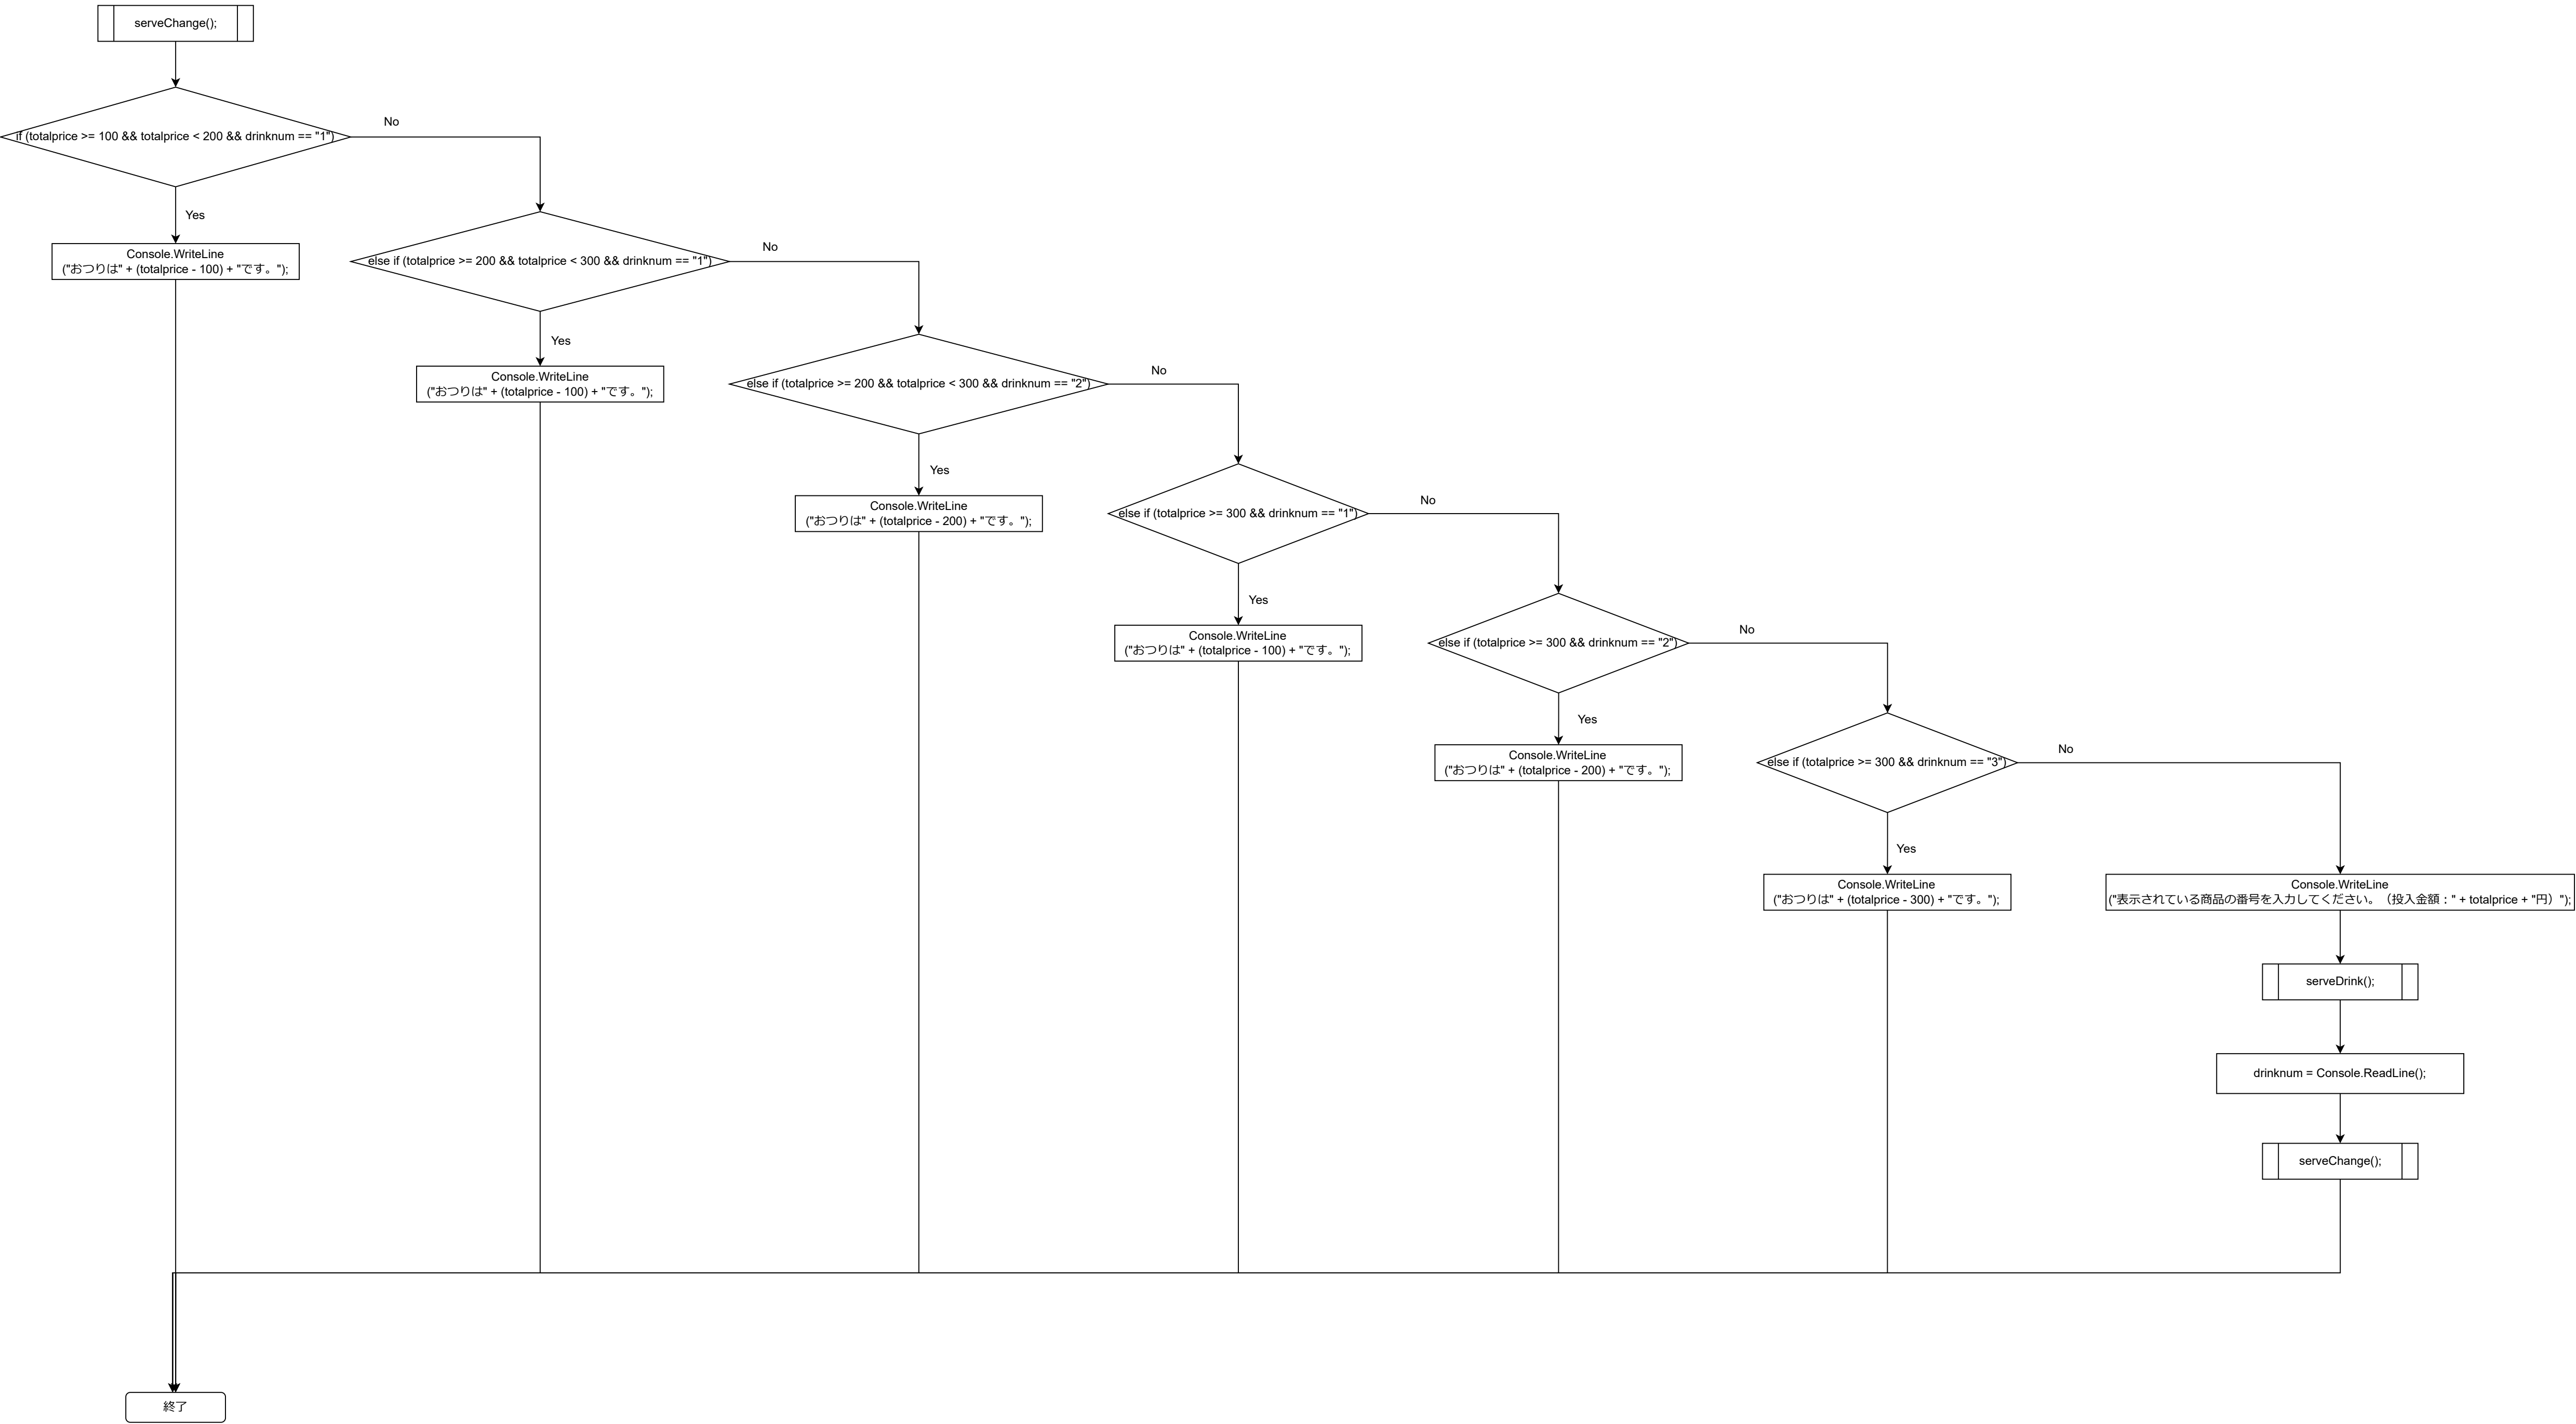 serveChange();
if (totalprice >= 100 && totalprice < 200 && drinknum == "1")
No
Yes
Console.WriteLine
("おつりは" + (totalprice - 100) + "です。");
else if (totalprice >= 200 && totalprice < 300 && drinknum == "1")
No
Yes
Console.WriteLine
("おつりは" + (totalprice - 100) + "です。");
else if (totalprice >= 200 && totalprice < 300 && drinknum == "2")
No
Yes
Console.WriteLine
("おつりは" + (totalprice - 200) + "です。");
else if (totalprice >= 300 && drinknum == "1")
No
Yes
Console.WriteLine
("おつりは" + (totalprice - 100) + "です。");
else if (totalprice >= 300 && drinknum == "2")
No
Yes
Console.WriteLine
("おつりは" + (totalprice - 200) + "です。");
else if (totalprice >= 300 && drinknum == "3")
No
Yes
Console.WriteLine
("おつりは" + (totalprice - 300) + "です。");
Console.WriteLine
("表示されている商品の番号を入力してください。（投入金額：" + totalprice + "円）");
serveDrink();
drinknum = Console.ReadLine();
serveChange();
終了